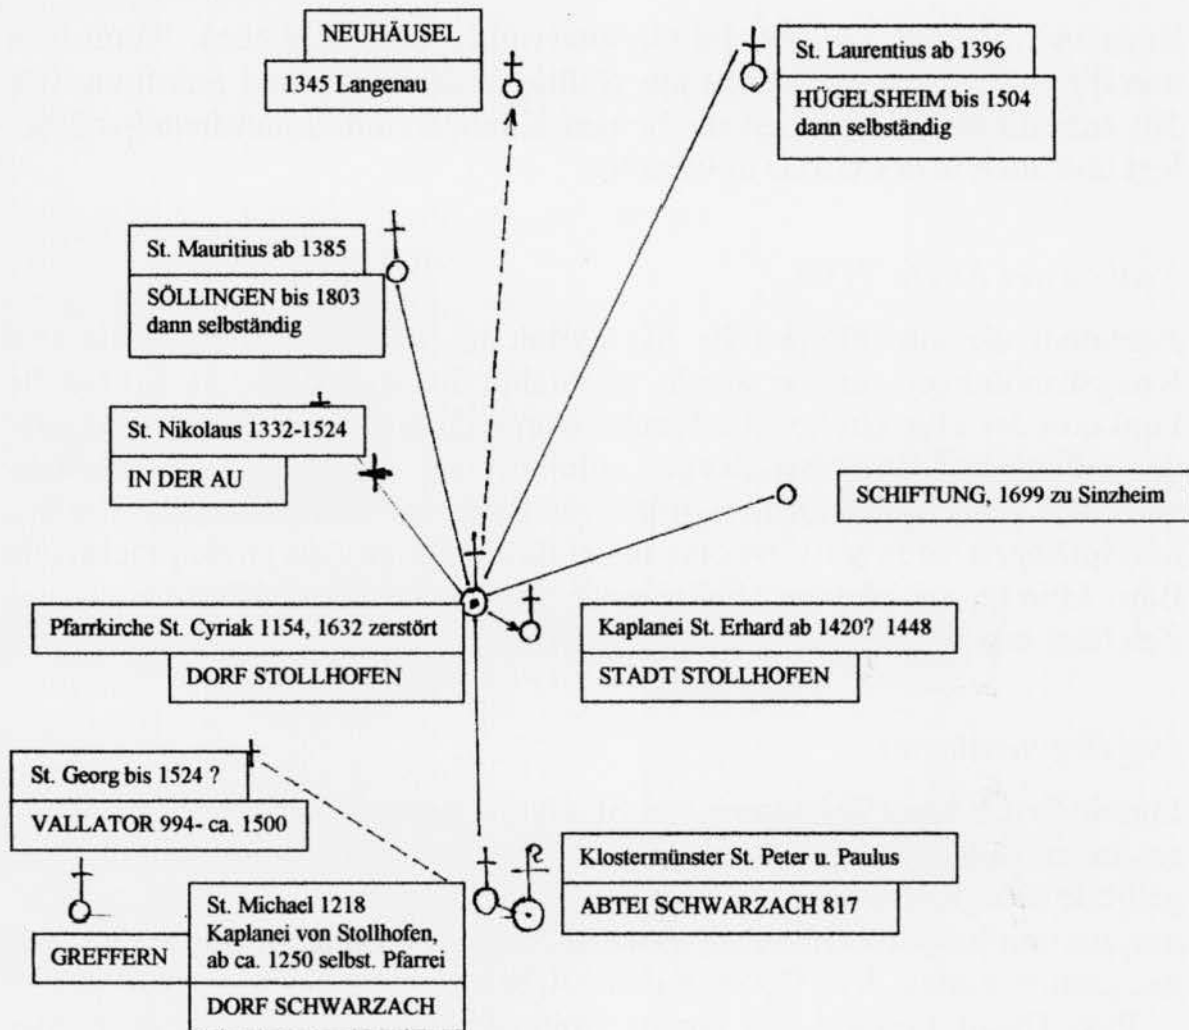 NEUHÄUSEL
1345 Langenau
St. Laurentius ab 1396
HÜGELSHEIM bis 1504
dann selbständig
St. Mauritius ab 1385
SÖLLINGEN bis 1803
dann selbständig
St. Nikolaus 1332-1524
IN DER AU
SCHIFTUNG, 1699 zu Sinzheim
Pfarrkirche St. Cyriak 1154, 1632 zerstört
DORF STOLLHOFEN
Kaplanei St. Erhard ab 1420? 1448
STADT STOLLHOFEN
St. Georg bis 1524 ?
VALLATOR 994- ca. 1500
GREFFERN
St. Michael 1218
Kaplanei von Stollhofen,
ab ca. 1250 selbst. Pfarrei
DORF SCHWARZACH
Klostermünster St. Peter u. Paulus
ABTEI SCHWARZACH 817